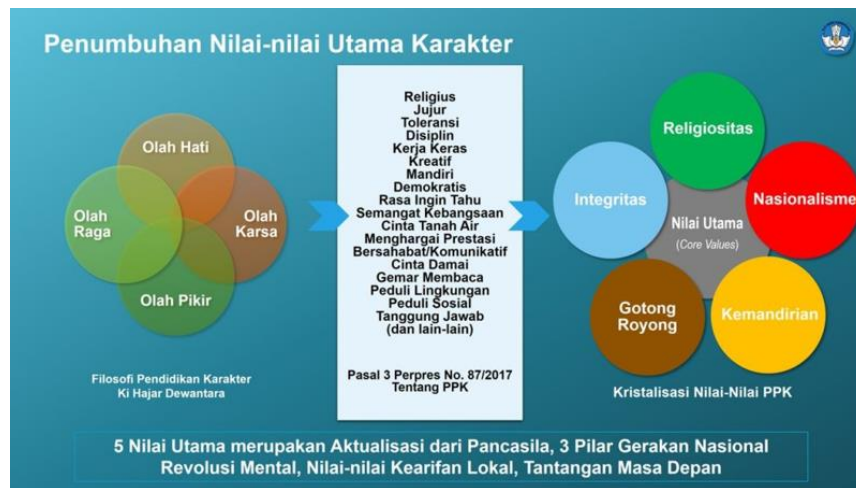 Penumbuhan Nilai-nilai Utama Karakter
Olah Hati
Olah
Raga
Olah
Karsa
Olah Pikir
Filosofi Pendidikan Karakter
Ki Hajar Dewantara
Religius
Jujur
Toleransi
Disiplin
Kerja Keras
Kreatif
Mandiri
Demokratis
Rasa Ingin Tahu
Semangat Kebangsaan
Cinta Tanah Air
Menghargai Prestasi
Bersahabat/Komunikatif
Cinta Damai
Gemar Membaca
Peduli Lingkungan
Peduli Sosial
Tanggung Jawab
(dan lain-lain)
Pasal 3 Perpres No. 87/2017
Tentang PPK
Religiositas
Integritas
Nasionalisme
Nilai Utama
(Core Values)
Gotong
Royong
Kemandirian
Kristalisasi Nilai-Nilai PPK
5 Nilai Utama merupakan Aktualisasi dari Pancasila, 3 Pilar Gerakan Nasional
Revolusi Mental, Nilai-nilai Kearifan Lokal, Tantangan Masa Depan